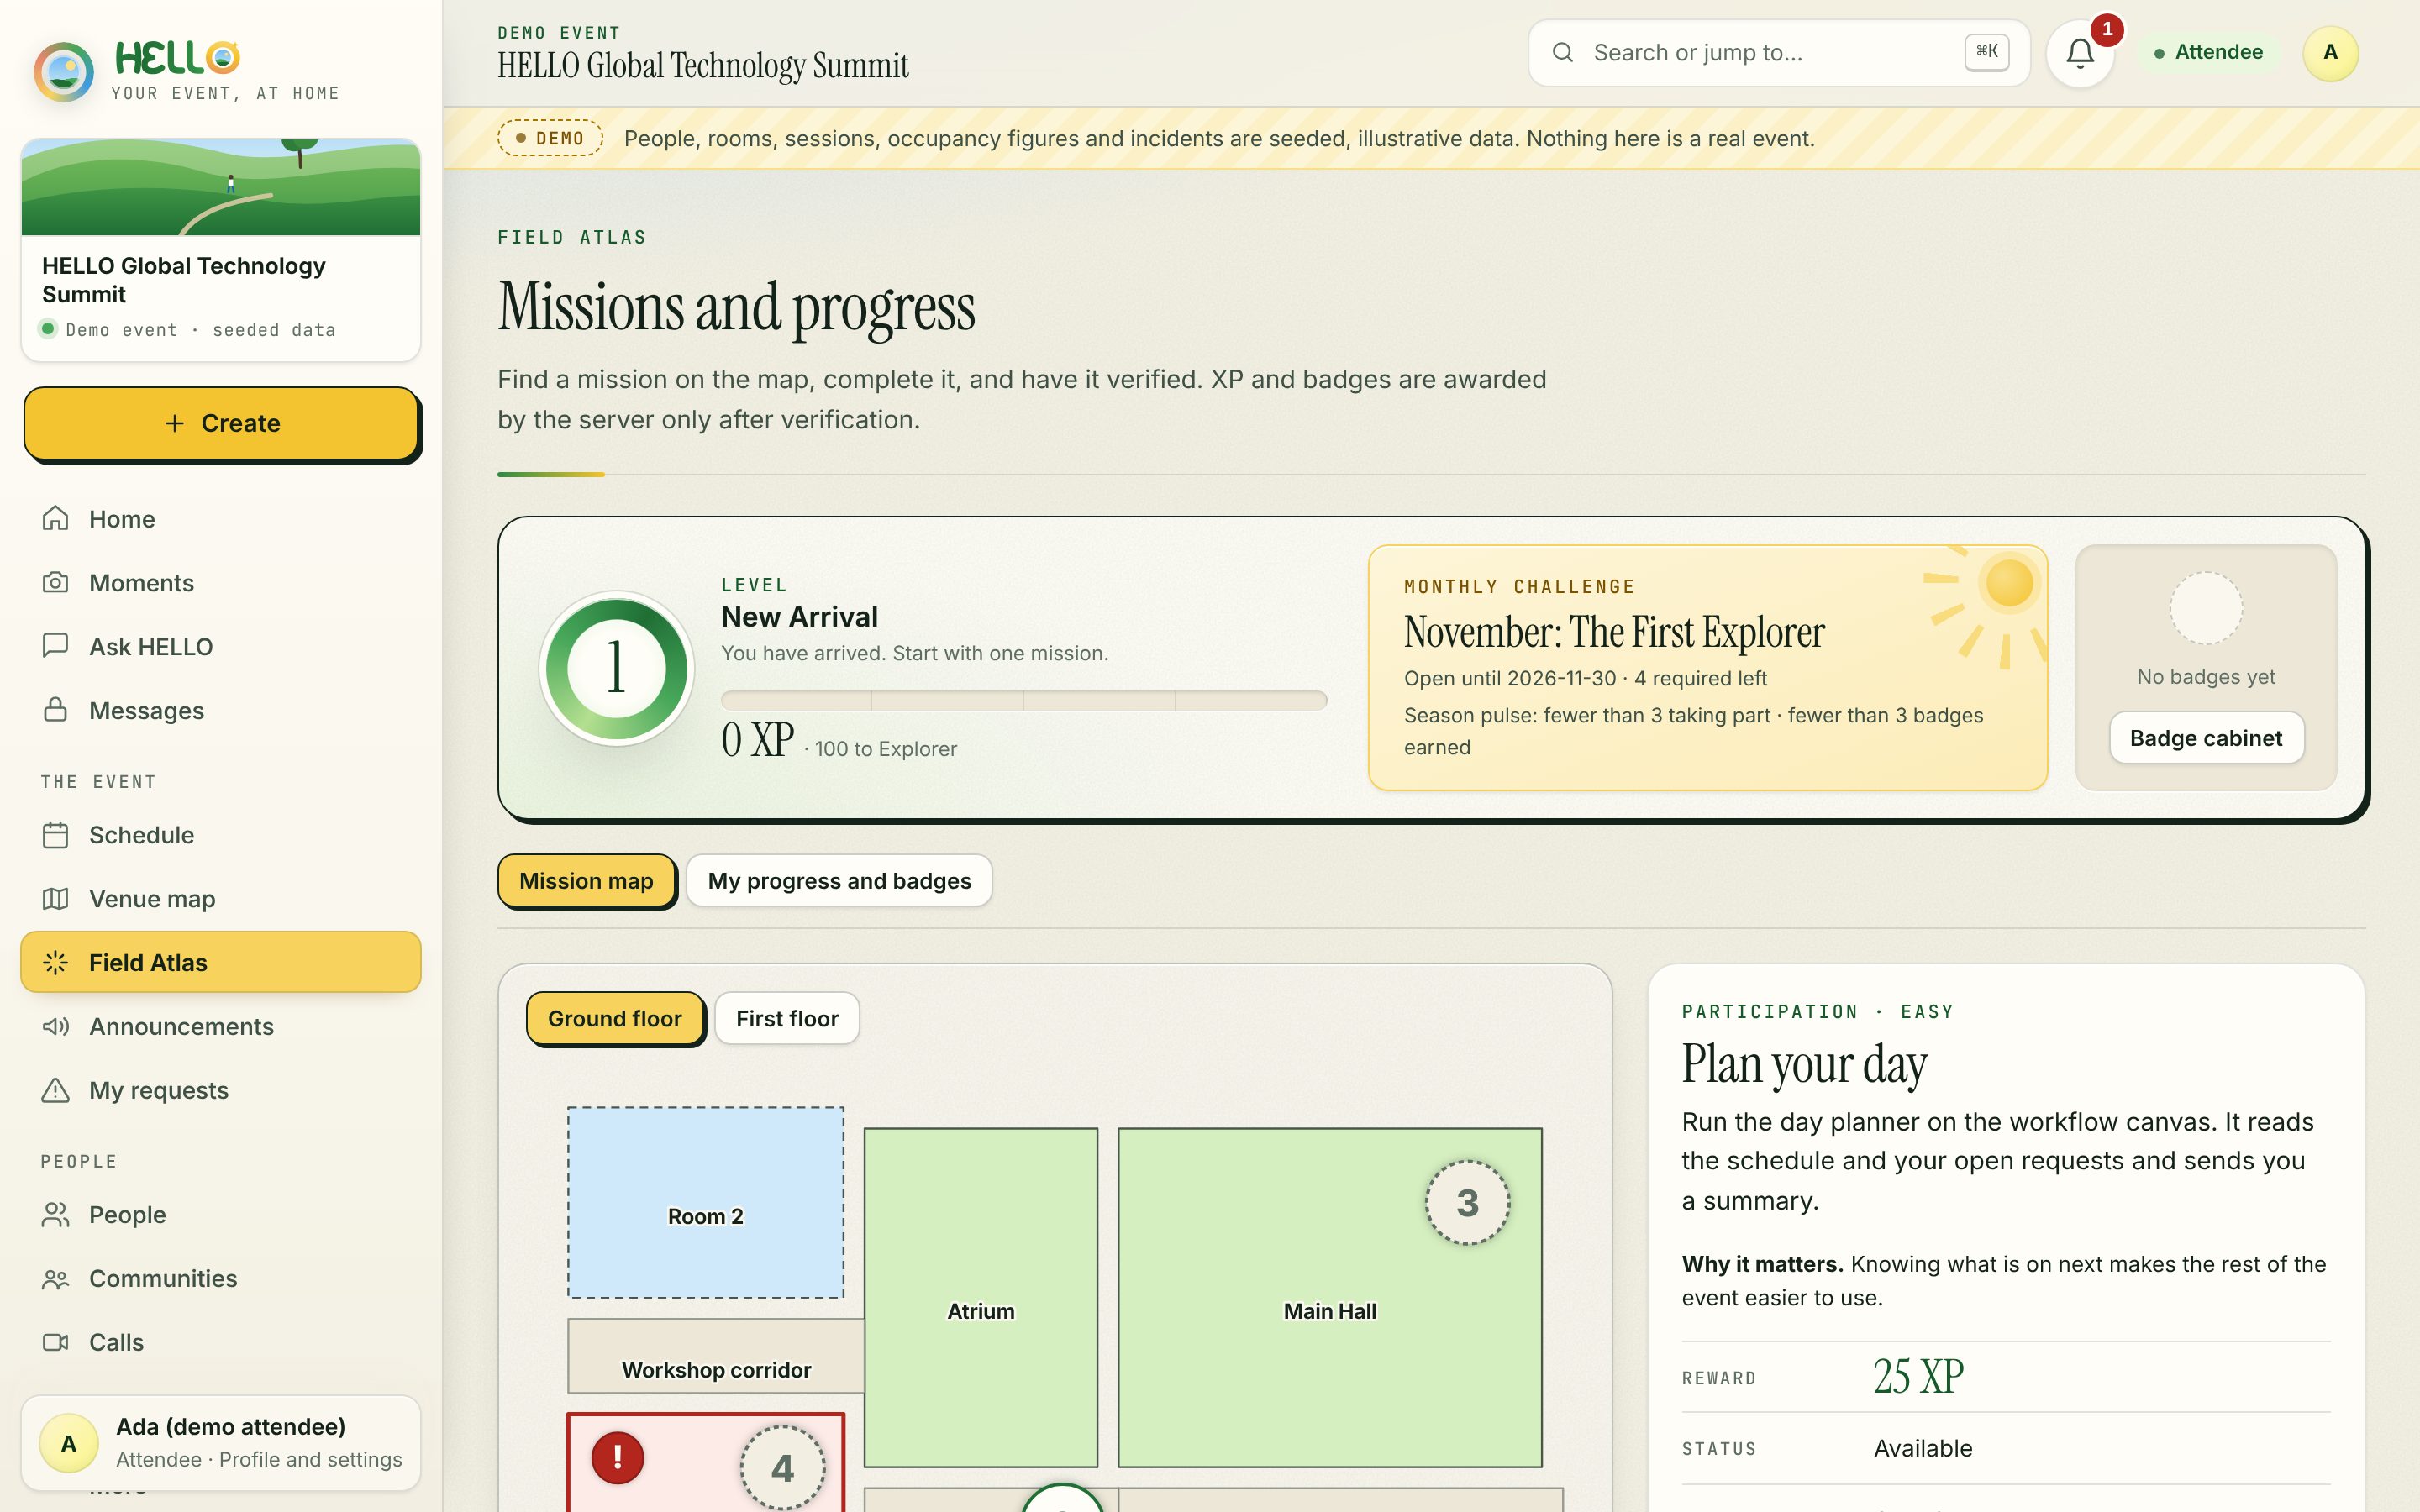 HELLO
YOUR EVENT, AT HOME
HELLO Global Technology
Summit
Demo event · seeded data
+ Create
Home
Moments
Ask HELLO
Messages
THE EVENT
Schedule
Venue map
Field Atlas
Announcements
My requests
PEOPLE
People
Communities
Calls
A
Ada (demo attendee)
Attendee · Profile and settings
DEMO EVENT
HELLO Global Technology Summit
Search or jump to...
⌘K
1
Attendee
A
DEMO
People, rooms, sessions, occupancy figures and incidents are seeded, illustrative data. Nothing here is a real event.
FIELD ATLAS
Missions and progress
Find a mission on the map, complete it, and have it verified. XP and badges are awarded
by the server only after verification.
1
LEVEL
New Arrival
You have arrived. Start with one mission.
0 XP · 100 to Explorer
MONTHLY CHALLENGE
November: The First Explorer
Open until 2026-11-30 · 4 required left
Season pulse: fewer than 3 taking part · fewer than 3 badges
earned
No badges yet
Badge cabinet
Mission map
My progress and badges
Ground floor
First floor
Room 2
Atrium
Main Hall
3
Workshop corridor
!
4
PARTICIPATION · EASY
Plan your day
Run the day planner on the workflow canvas. It reads
the schedule and your open requests and sends you
a summary.
Why it matters. Knowing what is on next makes the rest of the
event easier to use.
REWARD 25 XP
STATUS Available